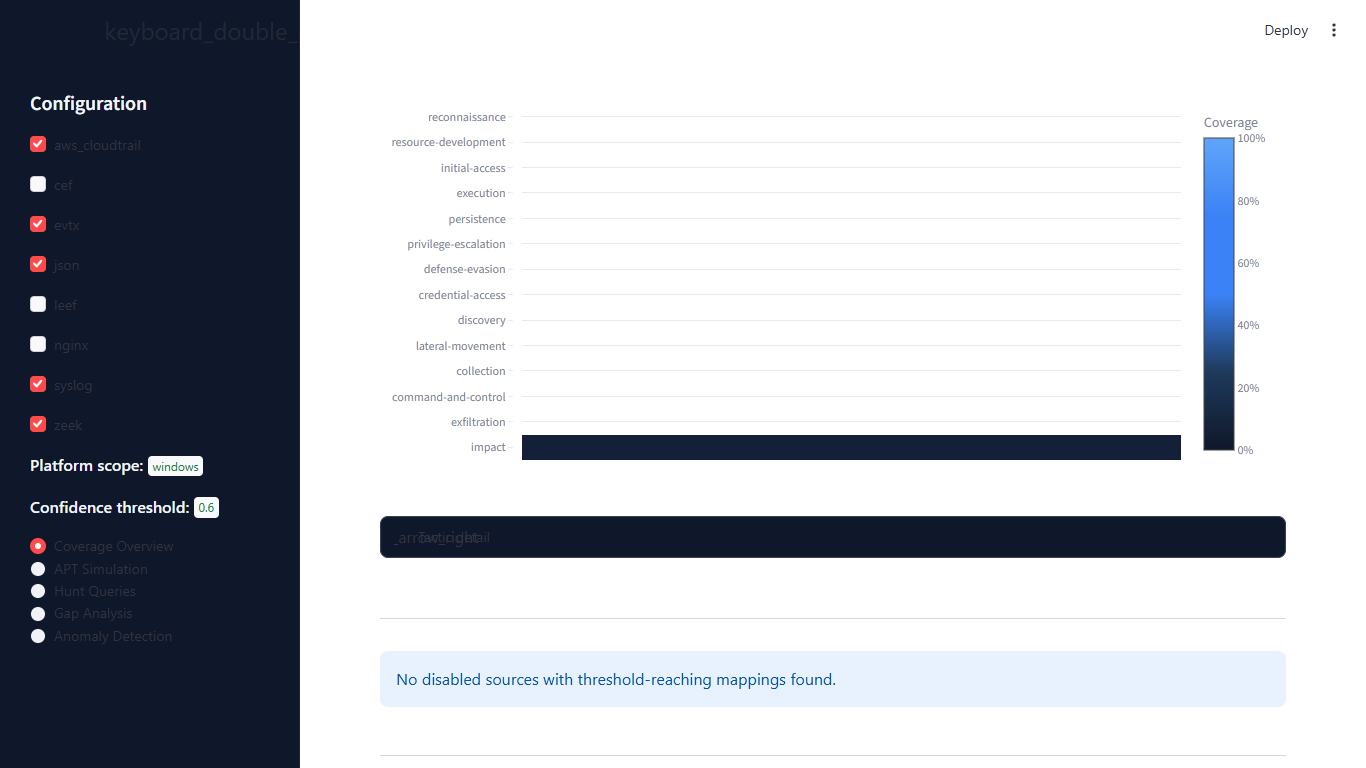 keyboard_double_
Deploy
Configuration
aws_cloudtrail
cef
evtx
json
leef
nginx
syslog
zeek
Platform scope: windows
Confidence threshold: 0.6
Coverage Overview
APT Simulation
Hunt Queries
Gap Analysis
Anomaly Detection
reconnaissance
resource-development
initial-access
execution
persistence
privilege-escalation
defense-evasion
credential-access
discovery
lateral-movement
collection
command-and-control
exfiltration
impact
Coverage
100%
80%
60%
40%
20%
0%
_arrow_right
Tactic detail
No disabled sources with threshold-reaching mappings found.